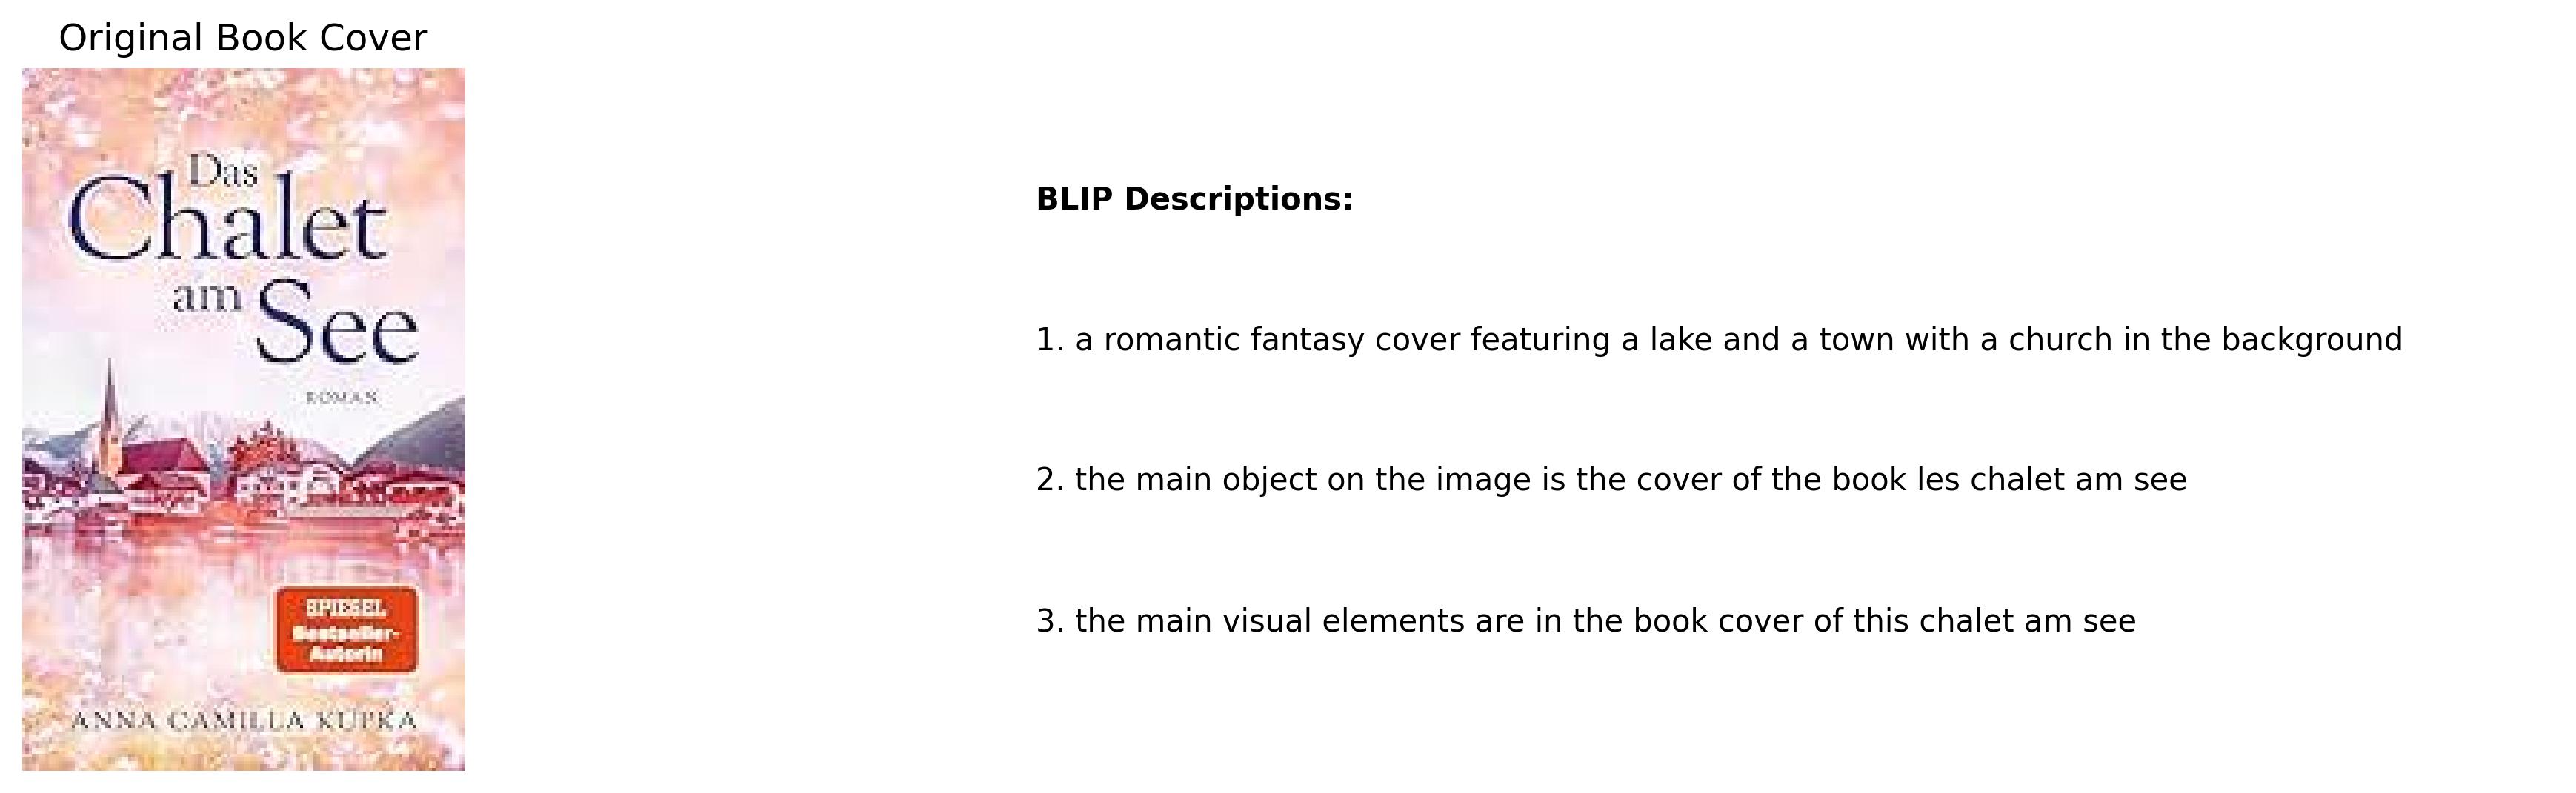 Original Book Cover
Das
Chalet
am See
ROMAN
SPIEGEL
Bestseller-
Autorin
ANNA CAMILLA KUPKA
BLIP Descriptions:
1. a romantic fantasy cover featuring a lake and a town with a church in the background
2. the main object on the image is the cover of the book les chalet am see
3. the main visual elements are in the book cover of this chalet am see